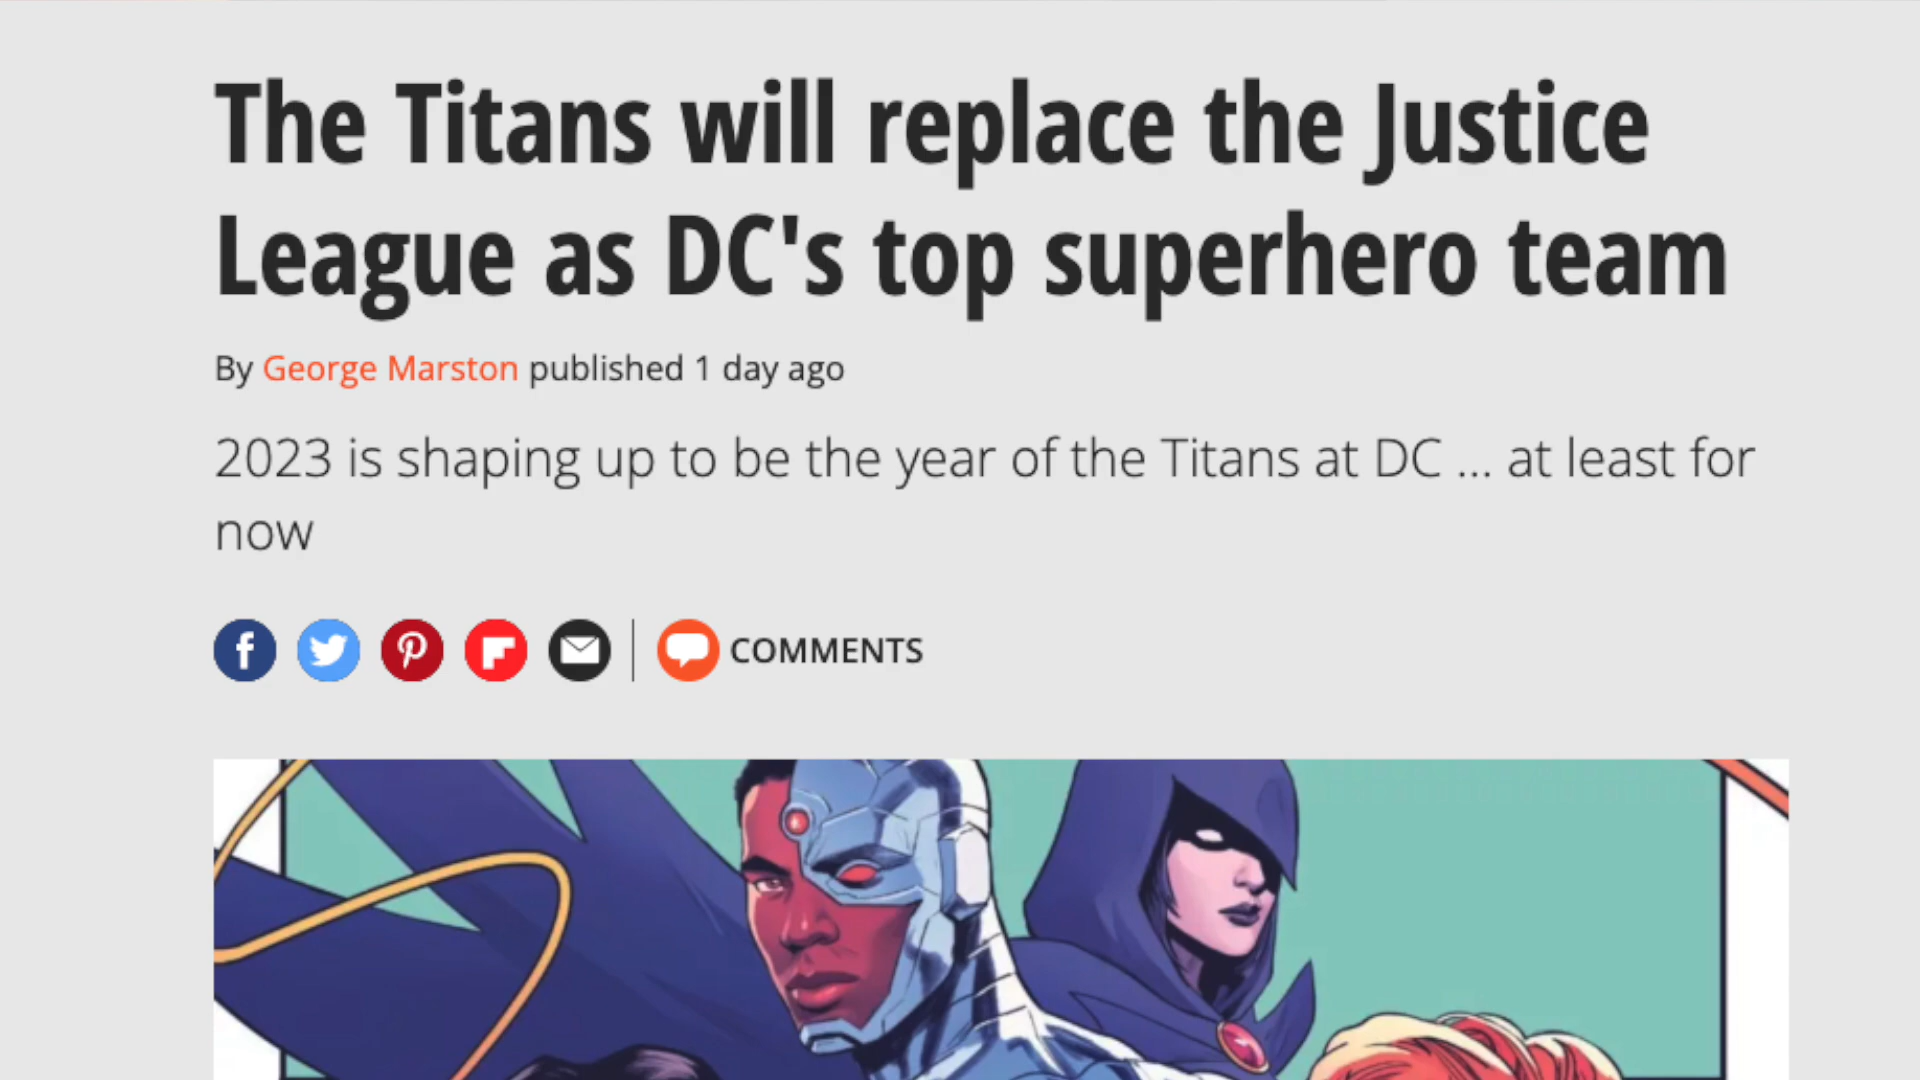 The Titans will replace the Justice
League as DC's top superhero team
By George Marston published 1 day ago
2023 is shaping up to be the year of the Titans at DC ... at least for
now
COMMENTS